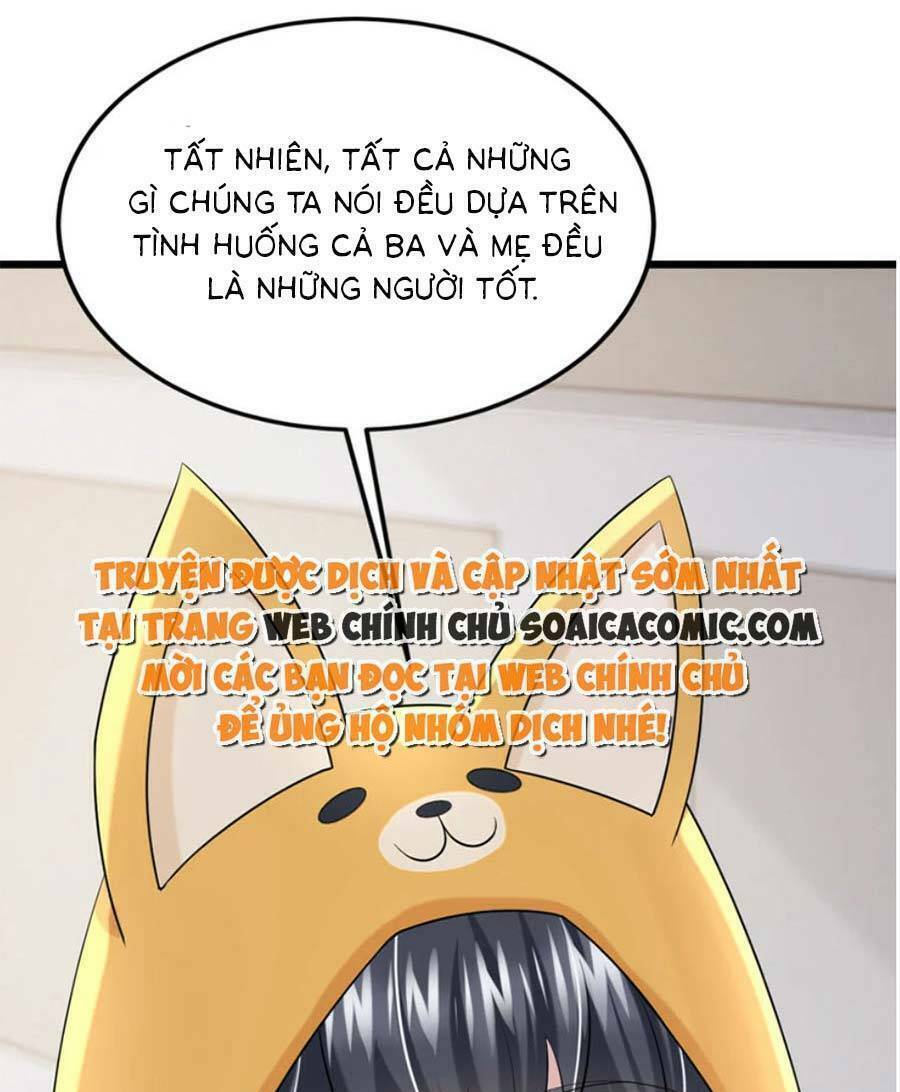 TẤT NHIÊN, TẤT CẢ NHỮNG
GÌ CHÚNG TA NÓI ĐỀU DỰA TRÊN
TÌNH HUỐNG CẢ BA VÀ MẸ ĐỀU
LÀ NHỮNG NGƯỜI TỐT.
TRUYỆN ĐƯỢC DỊCH VÀ CẬP NHẬT SỚM NHẤT
TẠI TRANG WEB CHÍNH CHỦ SOAICACOMIC.COM
MỜI CÁC BẠN ĐỌC TẠI WEB CHÍNH CHỦ
ĐỂ ỦNG HỘ NHÓM DỊCH NHÉ!